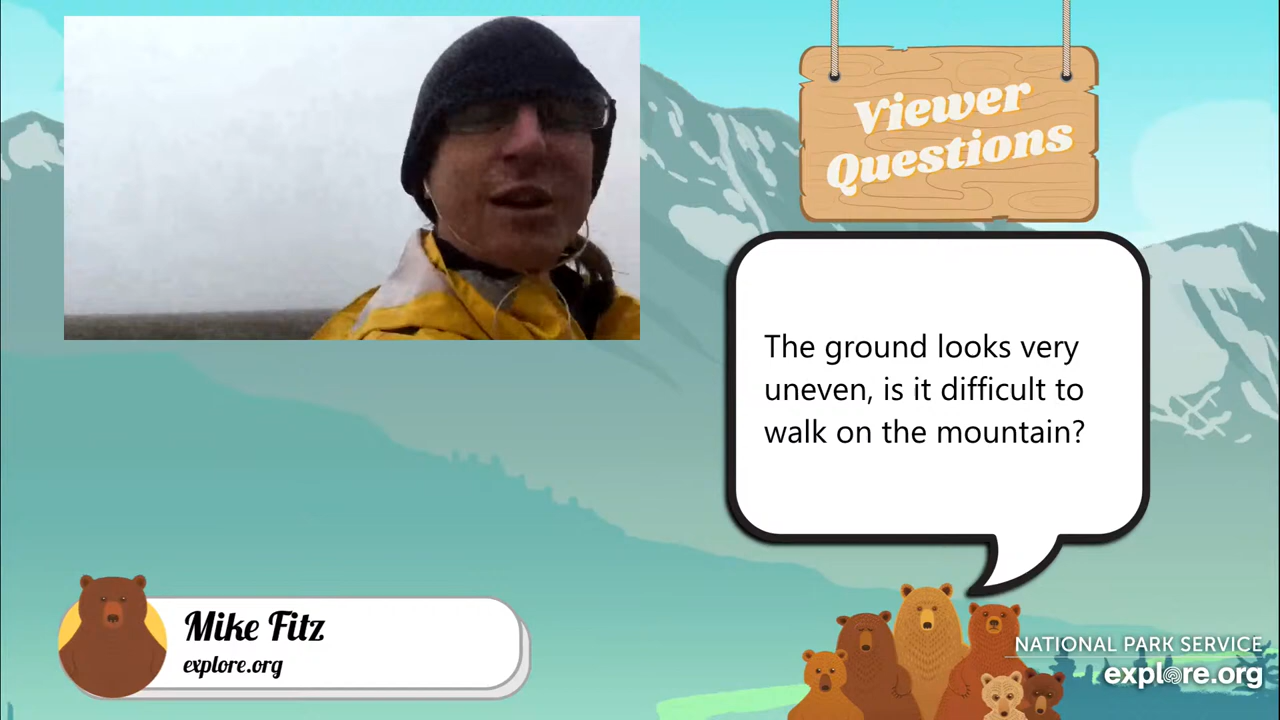 Viewer
Questions
The ground looks very
uneven, is it difficult to
walk on the mountain?
Mike Fitz
explore.org
NATIONAL PARK SERVICE
explore.org